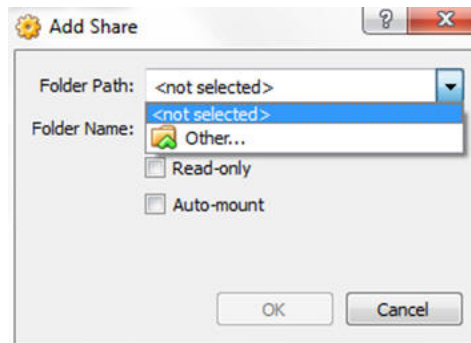 Add Share
?
Folder Path: <not selected>
<not selected>
Folder Name: Other...
Read-only
Auto-mount
OK Cancel